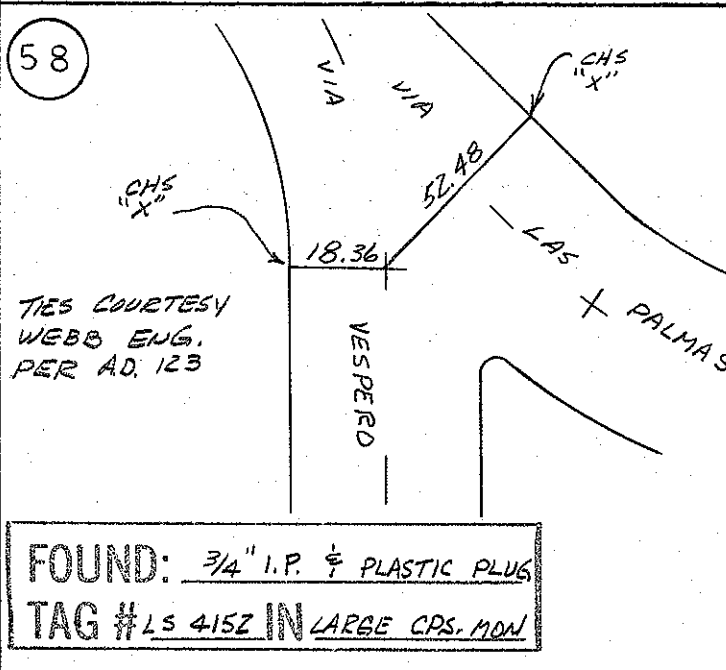 58
VIA
VIA
CHS
"X"
CHS
"X"
52.48
18.36
LAS
PALMAS
TIES COURTESY
WEBB ENG.
PER A.D. 123
VESPERO
FOUND: 3/4" I.P. & PLASTIC PLUG
TAG # LS 4152 IN LARGE CPS. MON